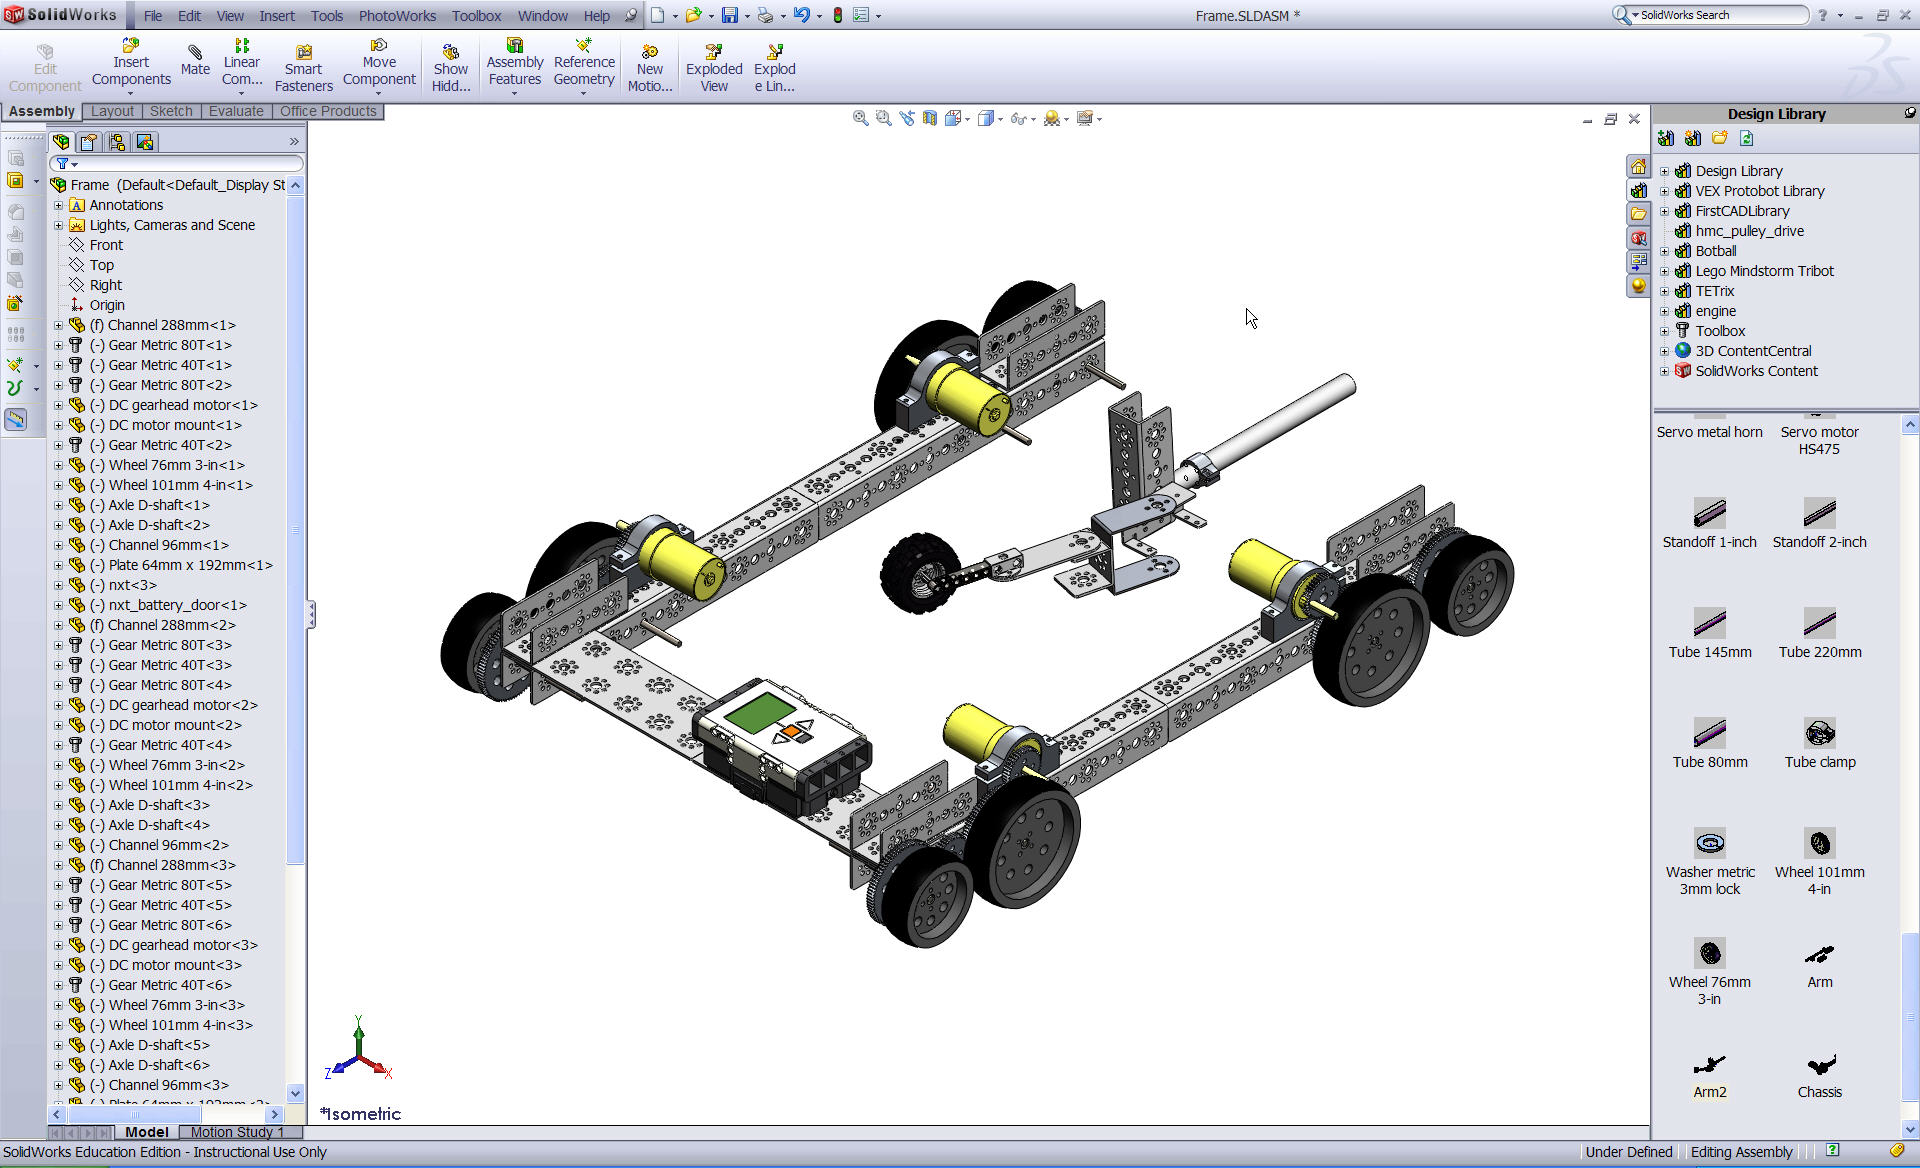 SolidWorks File Edit View Insert Tools PhotoWorks Toolbox Window Help Frame.SLDASM * SolidWorks Search
Edit Component
Insert Components
Mate
Linear Com...
Smart Fasteners
Move Component
Show Hidd...
Assembly Features
Reference Geometry
New Motio...
Exploded View
Explod e Lin...
Assembly Layout Sketch Evaluate Office Products
Frame (Default<Default_Display St
Annotations
Lights, Cameras and Scene
Front
Top
Right
Origin
(f) Channel 288mm<1>
(-) Gear Metric 80T<1>
(-) Gear Metric 40T<1>
(-) Gear Metric 80T<2>
(-) DC gearhead motor<1>
(-) DC motor mount<1>
(-) Gear Metric 40T<2>
(-) Wheel 76mm 3-in<1>
(-) Wheel 101mm 4-in<1>
(-) Axle D-shaft<1>
(-) Axle D-shaft<2>
(-) Channel 96mm<1>
(-) Plate 64mm x 192mm<1>
(-) nxt<3>
(-) nxt_battery_door<1>
(f) Channel 288mm<2>
(-) Gear Metric 80T<3>
(-) Gear Metric 40T<3>
(-) Gear Metric 80T<4>
(-) DC gearhead motor<2>
(-) DC motor mount<2>
(-) Gear Metric 40T<4>
(-) Wheel 76mm 3-in<2>
(-) Wheel 101mm 4-in<2>
(-) Axle D-shaft<3>
(-) Axle D-shaft<4>
(-) Channel 96mm<2>
(f) Channel 288mm<3>
(-) Gear Metric 80T<5>
(-) Gear Metric 40T<5>
(-) Gear Metric 80T<6>
(-) DC gearhead motor<3>
(-) DC motor mount<3>
(-) Gear Metric 40T<6>
(-) Wheel 76mm 3-in<3>
(-) Wheel 101mm 4-in<3>
(-) Axle D-shaft<5>
(-) Axle D-shaft<6>
(-) Channel 96mm<3>
Model Motion Study 1
Y
Z X
*Isometric
Design Library
Design Library
VEX Protobot Library
FirstCADLibrary
hmc_pulley_drive
Botball
Lego Mindstorm Tribot
TETrix
engine
Toolbox
3D ContentCentral
SolidWorks Content
Servo metal horn
Servo motor
HS475
Standoff 1-inch
Standoff 2-inch
Tube 145mm
Tube 220mm
Tube 80mm
Tube clamp
Washer metric
3mm lock
Wheel 101mm
4-in
Wheel 76mm
3-in
Arm
Arm2
Chassis
SolidWorks Education Edition - Instructional Use Only Under Defined Editing Assembly